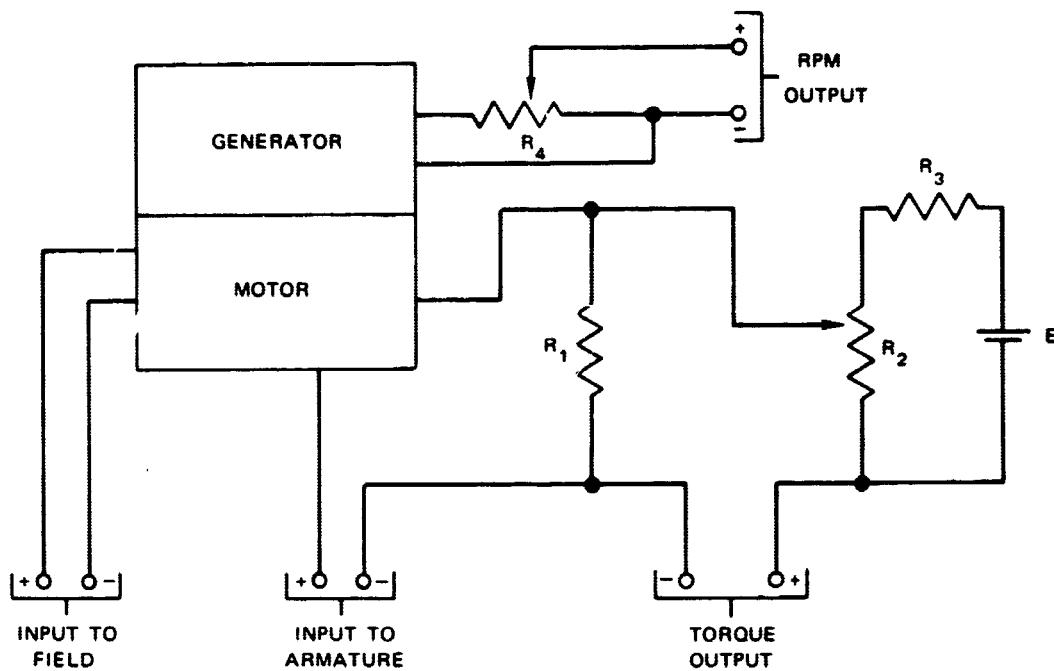 +
RPM
OUTPUT
-
GENERATOR
R4
R3
MOTOR
R1
R2
E
+ -
+ -
- +
INPUT TO
FIELD
INPUT TO
ARMATURE
TORQUE
OUTPUT